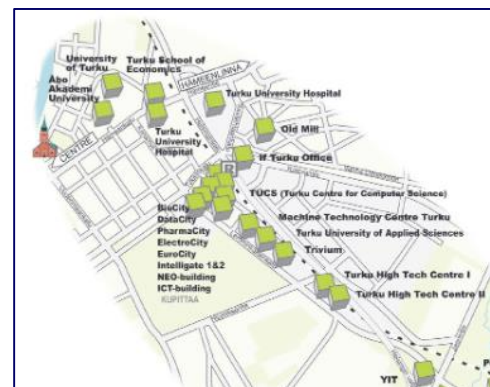 University
of Turku
Turku School of
Economics
HÄMEENLINNA
Åbo
Akademi
University
Turku University Hospital
Old Mill
Turku
University
Hospital
CENTRE
If Turku Office
R
TUCS (Turku Centre for Computer Science)
BioCity
DataCity
PharmaCity
ElectroCity
EuroCity
Intelligate 1&2
NEO-building
ICT-building
KUPITTAA
Machine Technology Centre Turku
Turku University of Applied Sciences
Trivium
Turku High Tech Centre I
Turku High Tech Centre II
YIT
P